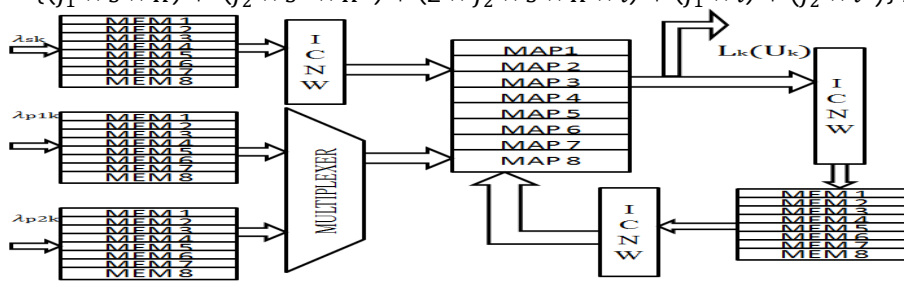 λsk
MEM 1
MEM 2
MEM 3
MEM 4
MEM 5
MEM 6
MEM 7
MEM 8
I
C
N
W
λp1k
MEM 1
MEM 2
MEM 3
MEM 4
MEM 5
MEM 6
MEM 7
MEM 8
λp2k
MEM 1
MEM 2
MEM 3
MEM 4
MEM 5
MEM 6
MEM 7
MEM 8
MULTIPLEXER
MAP1
MAP 2
MAP 3
MAP 4
MAP 5
MAP 6
MAP 7
MAP 8
Lk(Uk)
I
C
N
W
MEM 1
MEM 2
MEM 3
MEM 4
MEM 5
MEM 6
MEM 7
MEM 8
I
C
N
W